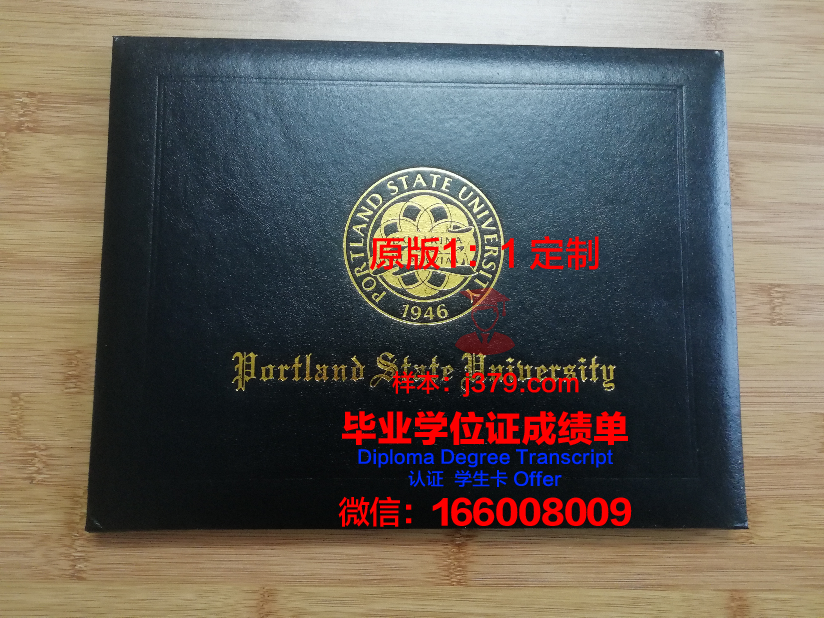 PORTLAND STATE UNIVERSITY
1946
原版1：1 定制
Portland State University
样本：j379.com
毕业学位证成绩单
Diploma Degree Transcript
认证 学生卡 Offer
微信：166008009